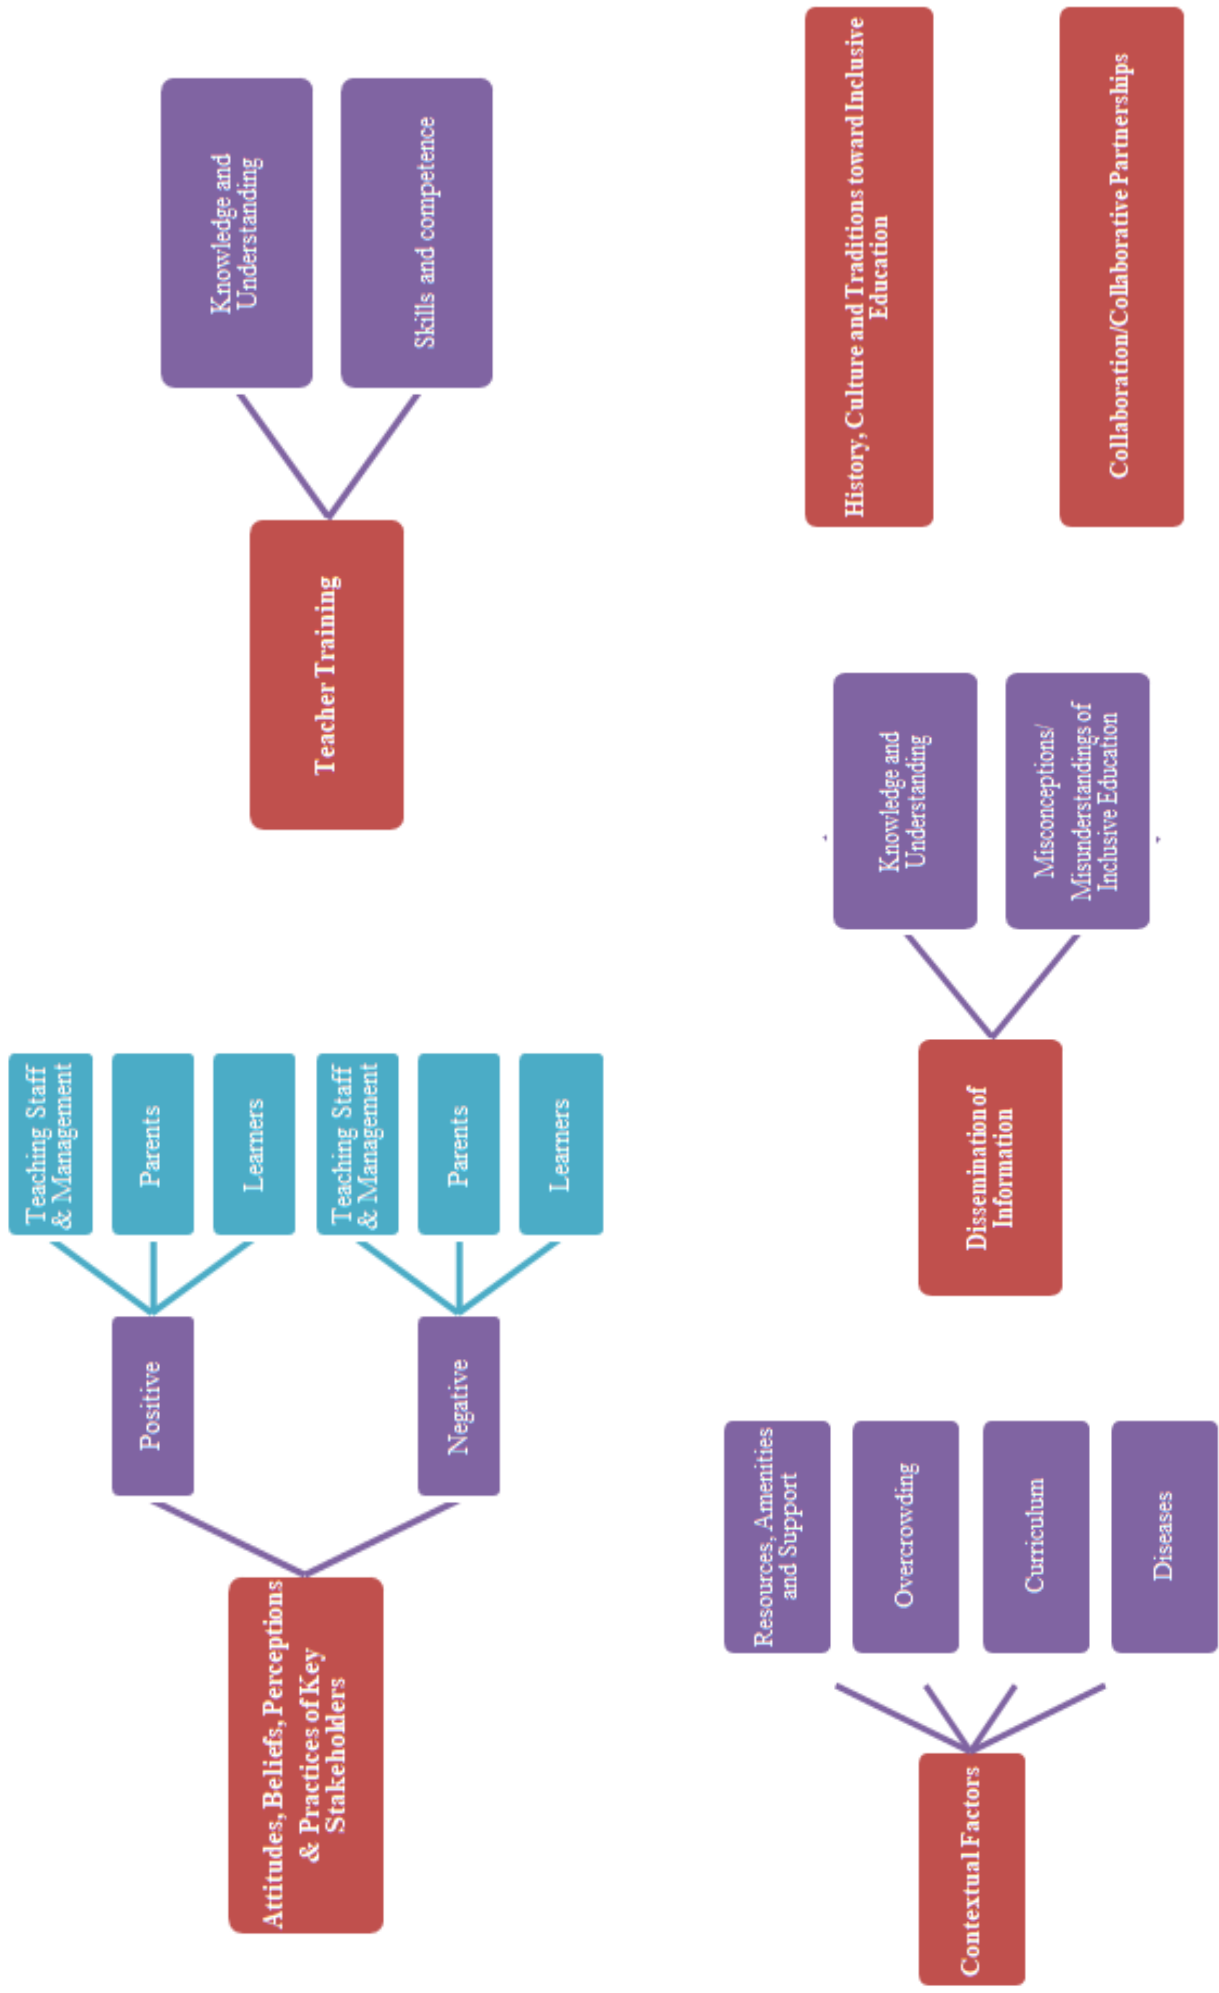 Attitudes, Beliefs, Perceptions
& Practices of Key
Stakeholders
Positive
Teaching Staff
& Management
Parents
Learners
Negative
Teaching Staff
& Management
Parents
Learners
Teacher Training
Knowledge and
Understanding
Skills and competence
Contextual Factors
Resources, Amenities
and Support
Overcrowding
Curriculum
Diseases
Dissemination of
Information
Knowledge and
Understanding
Misconceptions/
Misunderstandings of
Inclusive Education
History, Culture and Traditions toward Inclusive
Education
Collaboration/Collaborative Partnerships